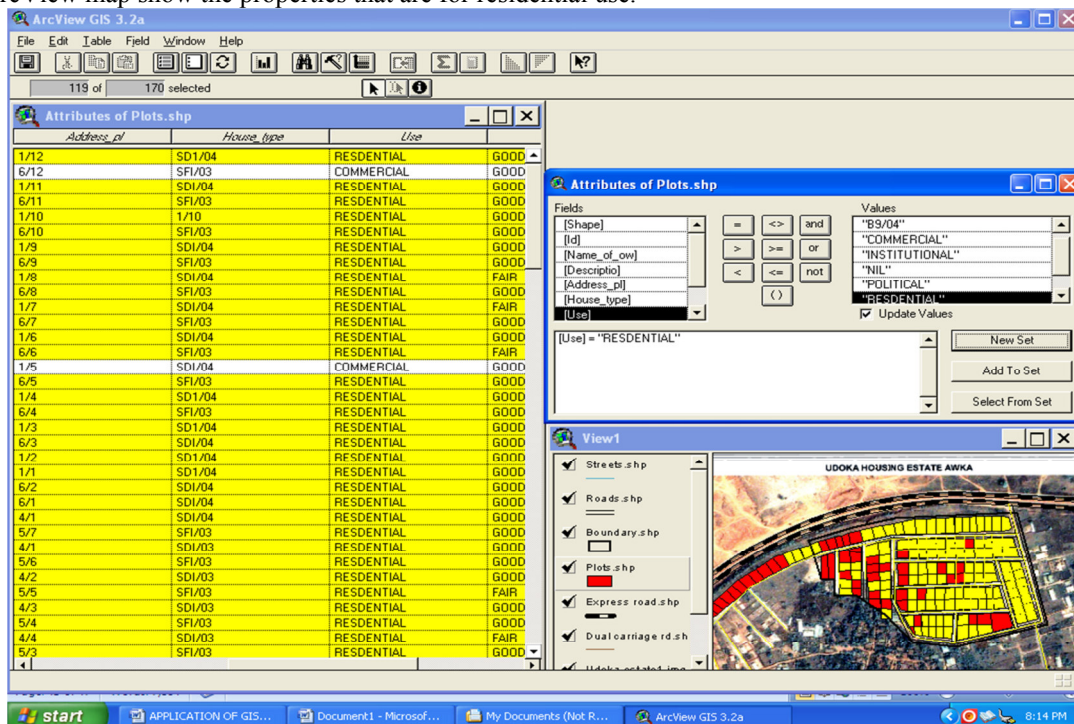 reView map show the properties that are for residential use.
ArcView GIS 3.2a
File Edit Table Field Window Help
119 of 170 selected
Attributes of Plots.shp
Address_pl House_type Use
1/12 SD1/04 RESDENTIAL GOOD
6/12 SFI/03 COMMERCIAL GOOD
1/11 SDI/04 RESDENTIAL GOOD
6/11 SFI/03 RESDENTIAL GOOD
1/10 1/10 RESDENTIAL GOOD
6/10 SFI/03 RESDENTIAL GOOD
1/9 SDI/04 RESDENTIAL GOOD
6/9 SFI/03 RESDENTIAL GOOD
1/8 SDI/04 RESDENTIAL FAIR
6/8 SFI/03 RESDENTIAL GOOD
1/7 SDI/04 RESDENTIAL FAIR
6/7 SFI/03 RESDENTIAL GOOD
1/6 SDI/04 RESDENTIAL GOOD
6/6 SFI/03 RESDENTIAL FAIR
1/5 SDI/04 COMMERCIAL GOOD
6/5 SFI/03 RESDENTIAL GOOD
1/4 SD1/04 RESDENTIAL GOOD
6/4 SFI/03 RESDENTIAL GOOD
1/3 SD1/04 RESDENTIAL GOOD
6/3 SDI/04 RESDENTIAL GOOD
1/2 SD1/04 RESDENTIAL GOOD
1/1 SD1/04 RESDENTIAL GOOD
6/2 SDI/04 RESDENTIAL GOOD
6/1 SDI/04 RESDENTIAL GOOD
4/1 SDI/04 RESDENTIAL GOOD
5/7 SFI/03 RESDENTIAL GOOD
4/1 SDI/03 RESDENTIAL GOOD
5/6 SFI/03 RESDENTIAL GOOD
4/2 SDI/03 RESDENTIAL GOOD
5/5 SFI/03 RESDENTIAL FAIR
4/3 SDI/03 RESDENTIAL GOOD
5/4 SFI/03 RESDENTIAL GOOD
4/4 SDI/03 RESDENTIAL FAIR
5/3 SFI/03 RESDENTIAL GOOD
Attributes of Plots.shp
Fields Values
[Shape]
[Id]
[Name_of_ow]
[Descriptio]
[Address_pl]
[House_type]
[Use]
= <> and
> >= or
< <= not
()
"B9/04"
"COMMERCIAL"
"INSTITUTIONAL"
"NIL"
"POLITICAL"
"RESDENTIAL"
Update Values
[Use] = "RESDENTIAL"
New Set
Add To Set
Select From Set
View1
Streets.shp
Roads.shp
Boundary.shp
Plots.shp
Express road.shp
Dual carriage rd.sh
Udoka estate1.img
UDOKA HOUSING ESTATE AWKA
start APPLICATION OF GIS... Document1 - Microsof... My Documents (Not R... ArcView GIS 3.2a 8:14 PM